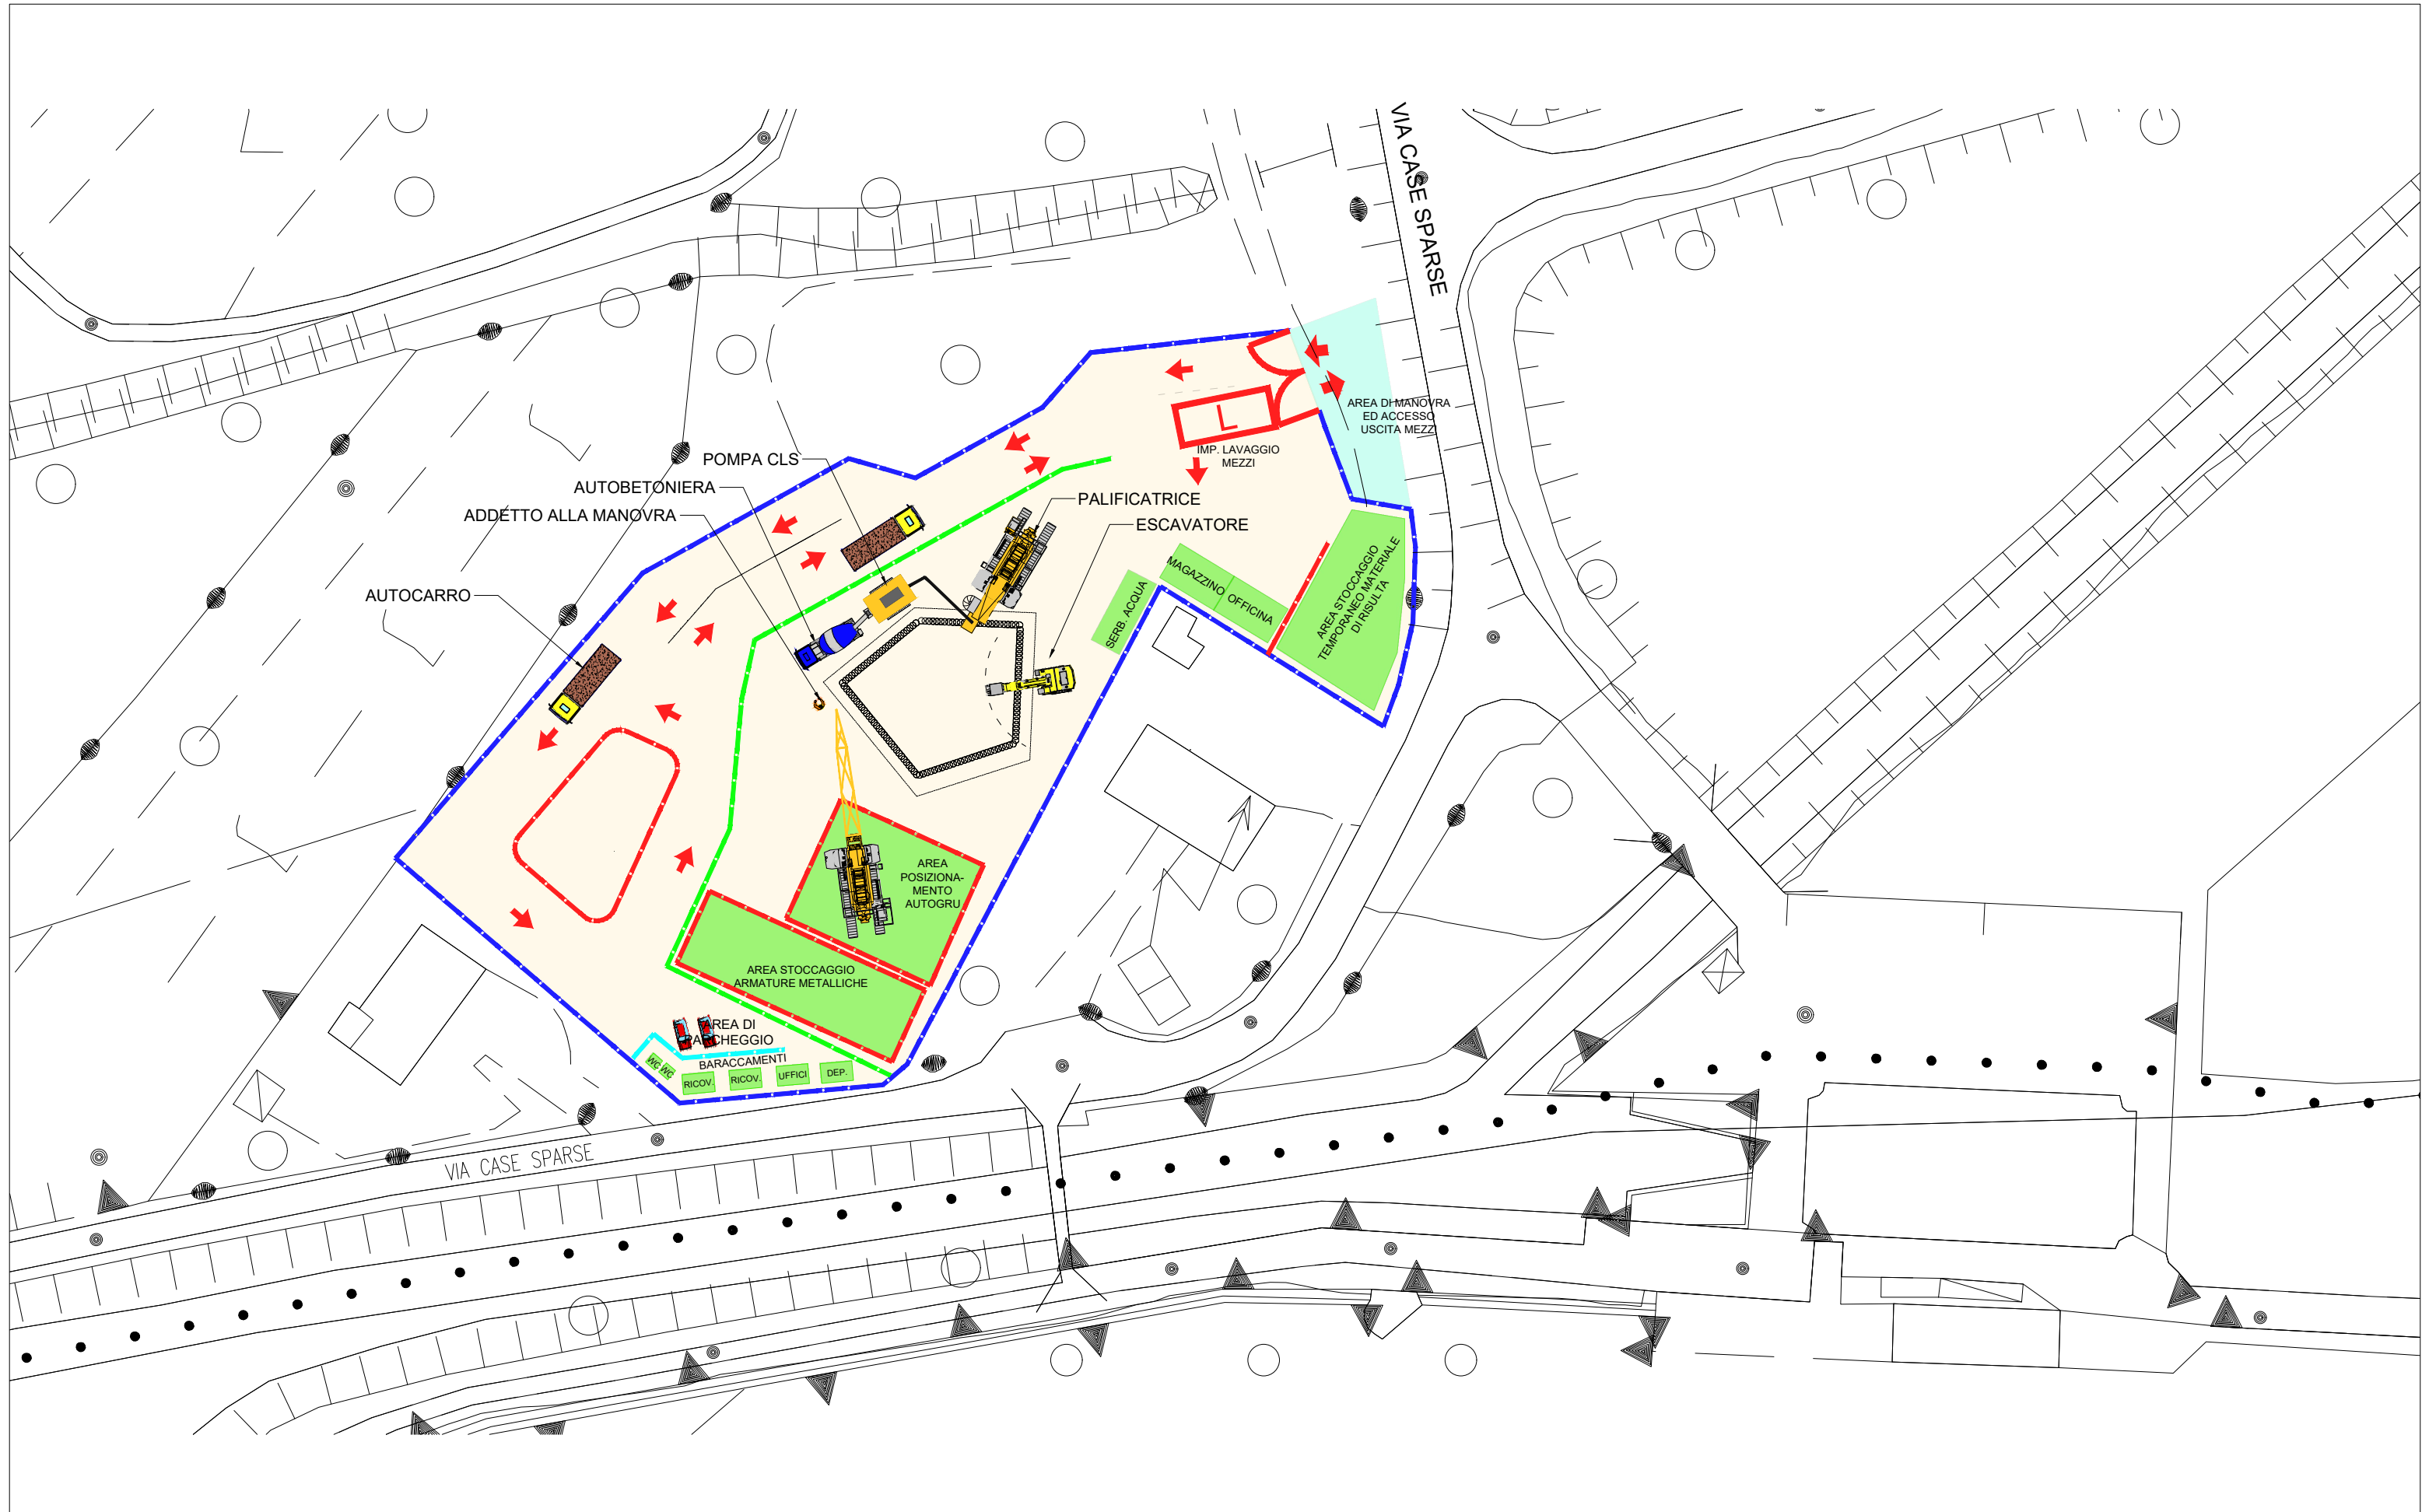 VIA CASE SPARSE
AREA DI MANOVRA
ED ACCESSO
USCITA MEZZI
L
IMP. LAVAGGIO
MEZZI
POMPA CLS
AUTOBETONIERA
ADDETTO ALLA MANOVRA
PALIFICATRICE
ESCAVATORE
AUTOCARRO
MAGAZZINO
OFFICINA
SERB. ACQUA
AREA STOCCAGGIO
TEMPORANEO MATERIALE
DI RISULTA
AREA
POSIZIONA-
MENTO
AUTOGRU
AREA STOCCAGGIO
ARMATURE METALLICHE
AREA DI
PARCHEGGIO
BARACCAMENTI
WC
WC
RICOV.
RICOV.
UFFICI
DEP.
VIA CASE SPARSE